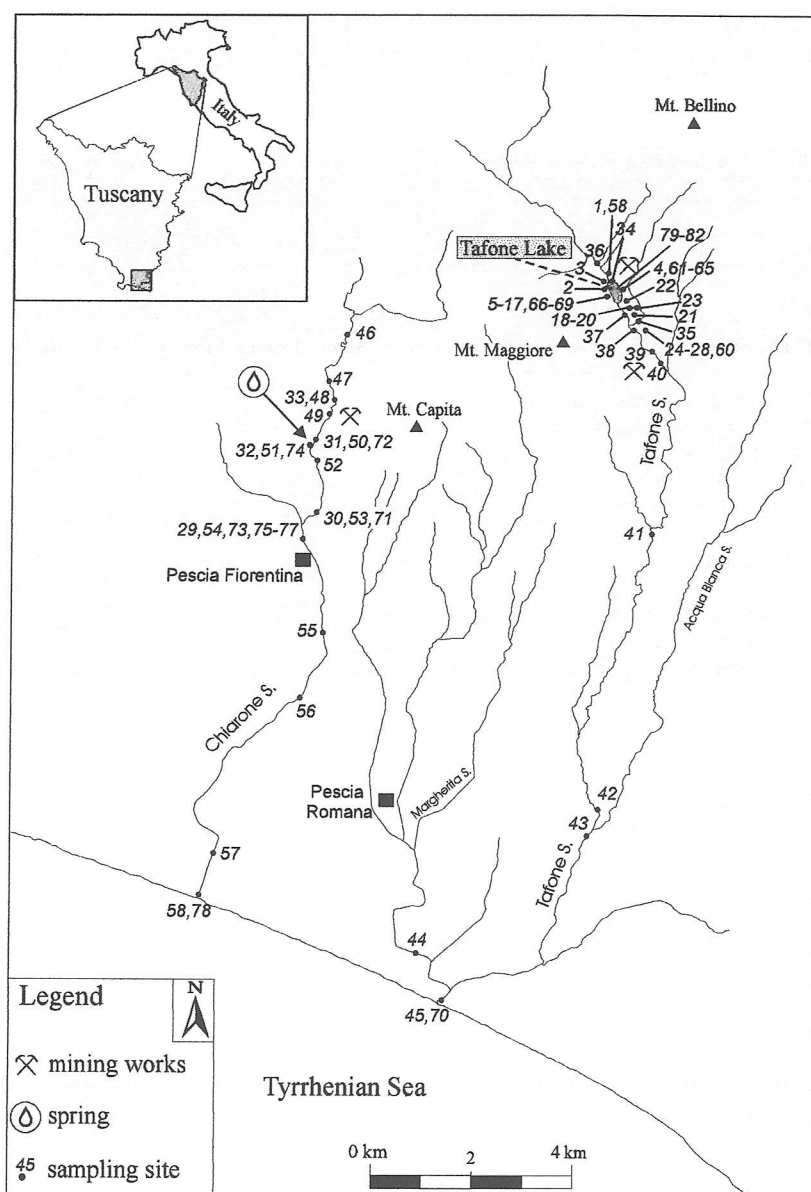 Italy
Tuscany
Mt. Bellino
1,58
34
79-82
36
Tafone Lake
3
4,61-65
2
22
5-17,66-69
23
18-20
21
37
35
46
Mt. Maggiore
38
24-28,60
39
40
47
33,48
49
Mt. Capita
Tafone S.
31,50,72
32,51,74
52
30,53,71
29,54,73,75-77
41
Pescia Fiorentina
Acqua Bianca S.
55
56
Chiarone S.
Pescia
Romana
Margherita S.
42
43
57
Tafone S.
58,78
44
45,70
Legend
N
mining works
spring
45 sampling site
Tyrrhenian Sea
0 km 2 4 km